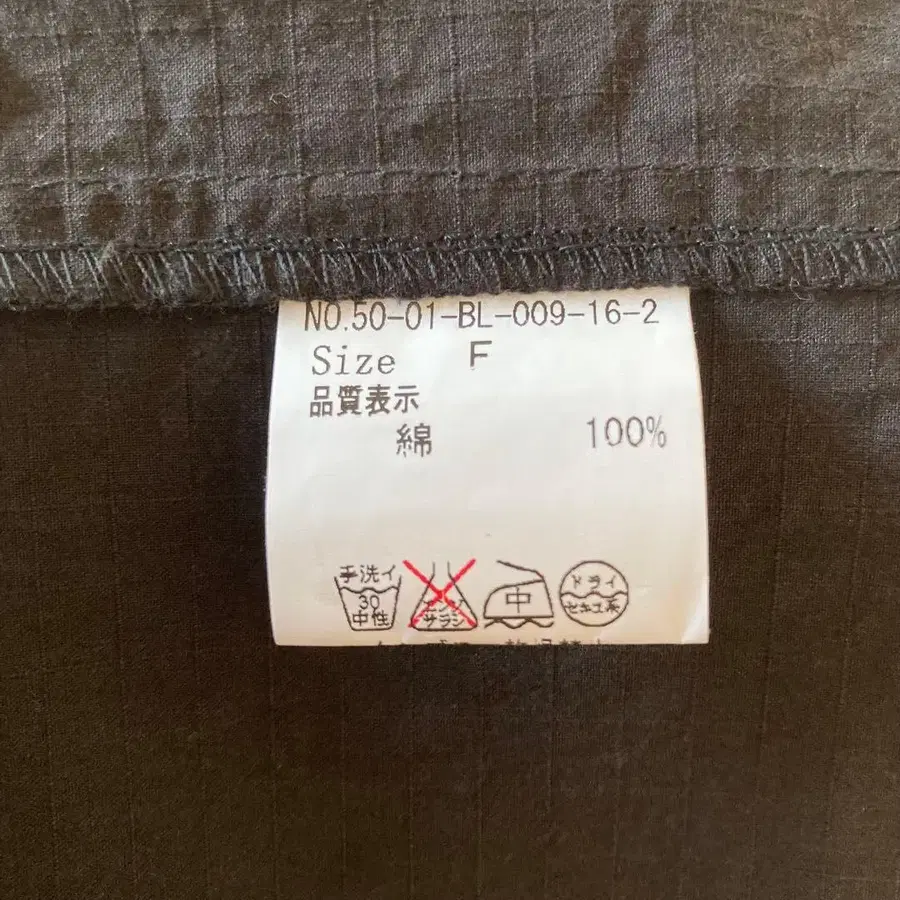 NO.50-01-BL-009-16-2
Size F
品質表示
綿 100%
手洗イ ドライ
30 エンソ 中 セキユ系
中性 サラシ